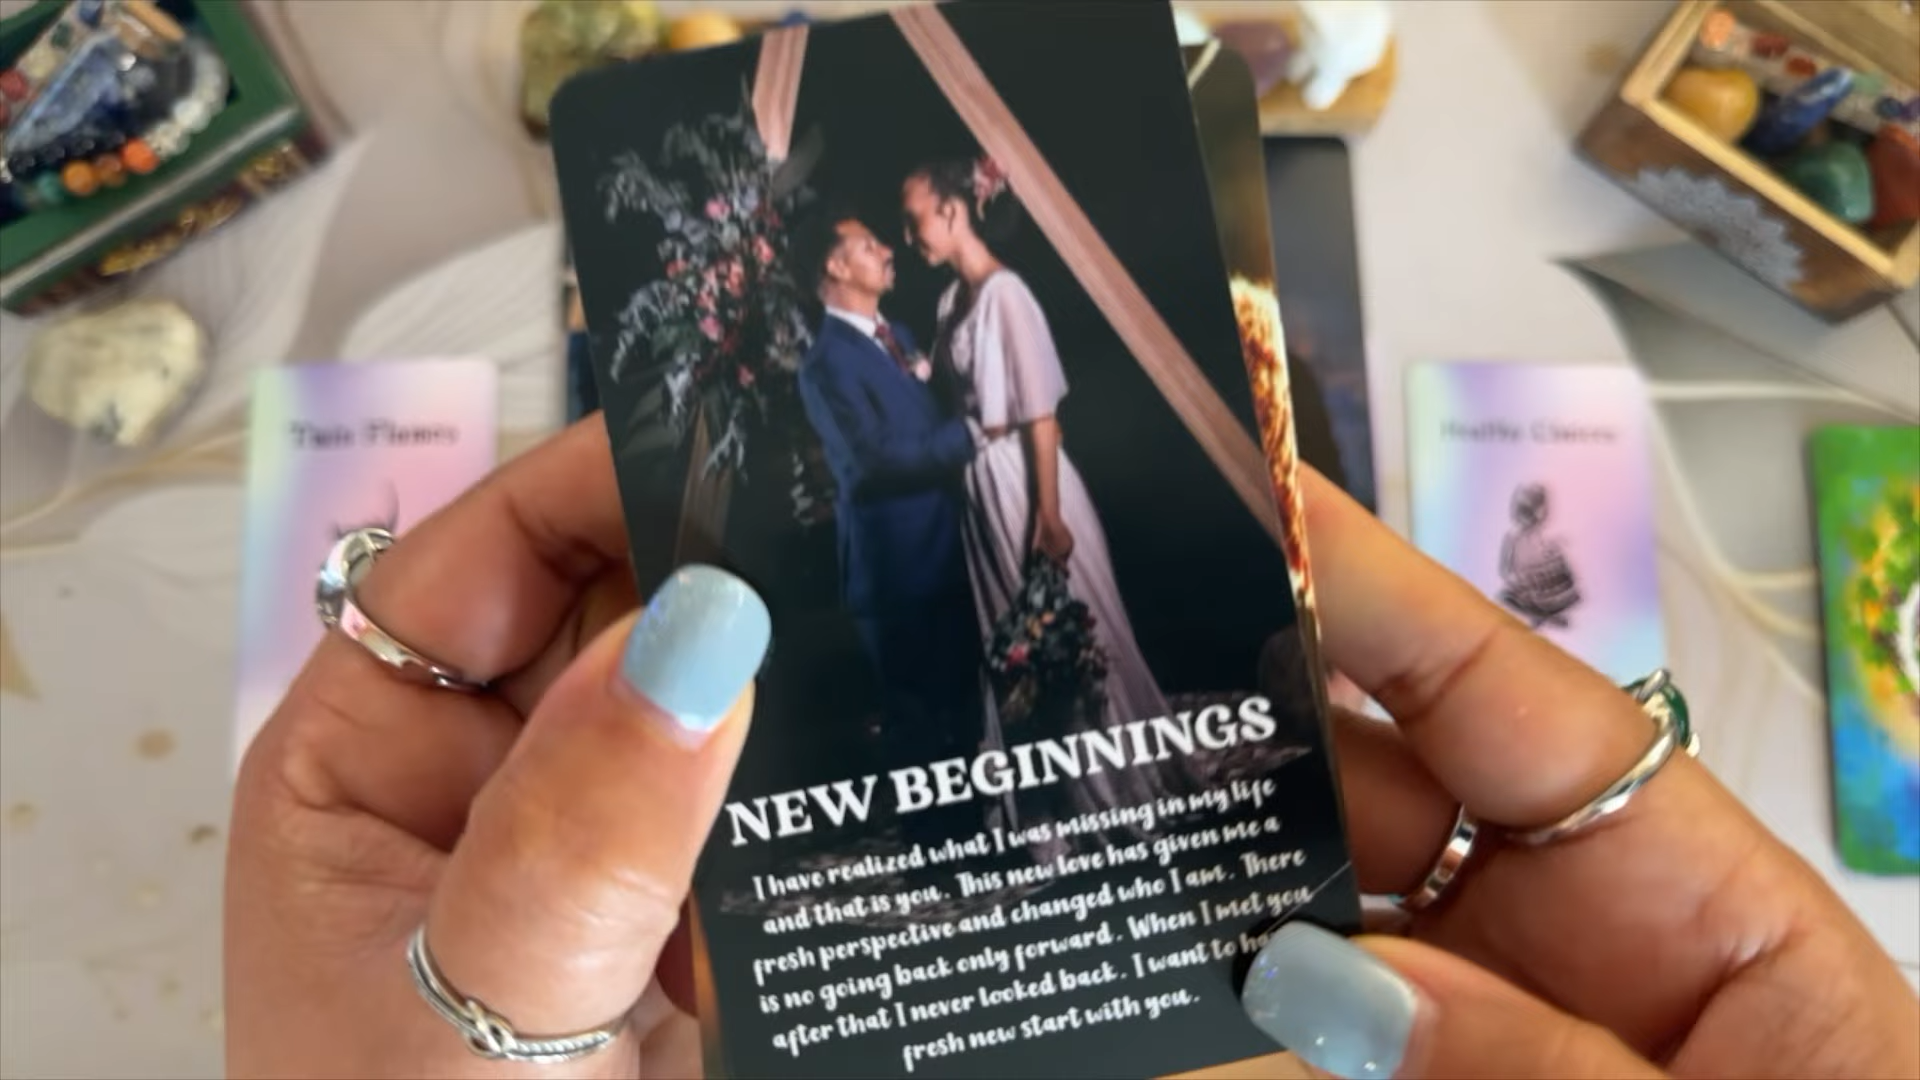 Twin Flames
NEW BEGINNINGS
I have realized what I was missing in my life
and that is you. This new love has given me a
fresh perspective and changed who I am. There
is no going back only forward. When I met you
after that I never looked back. I want to
fresh new start with you.